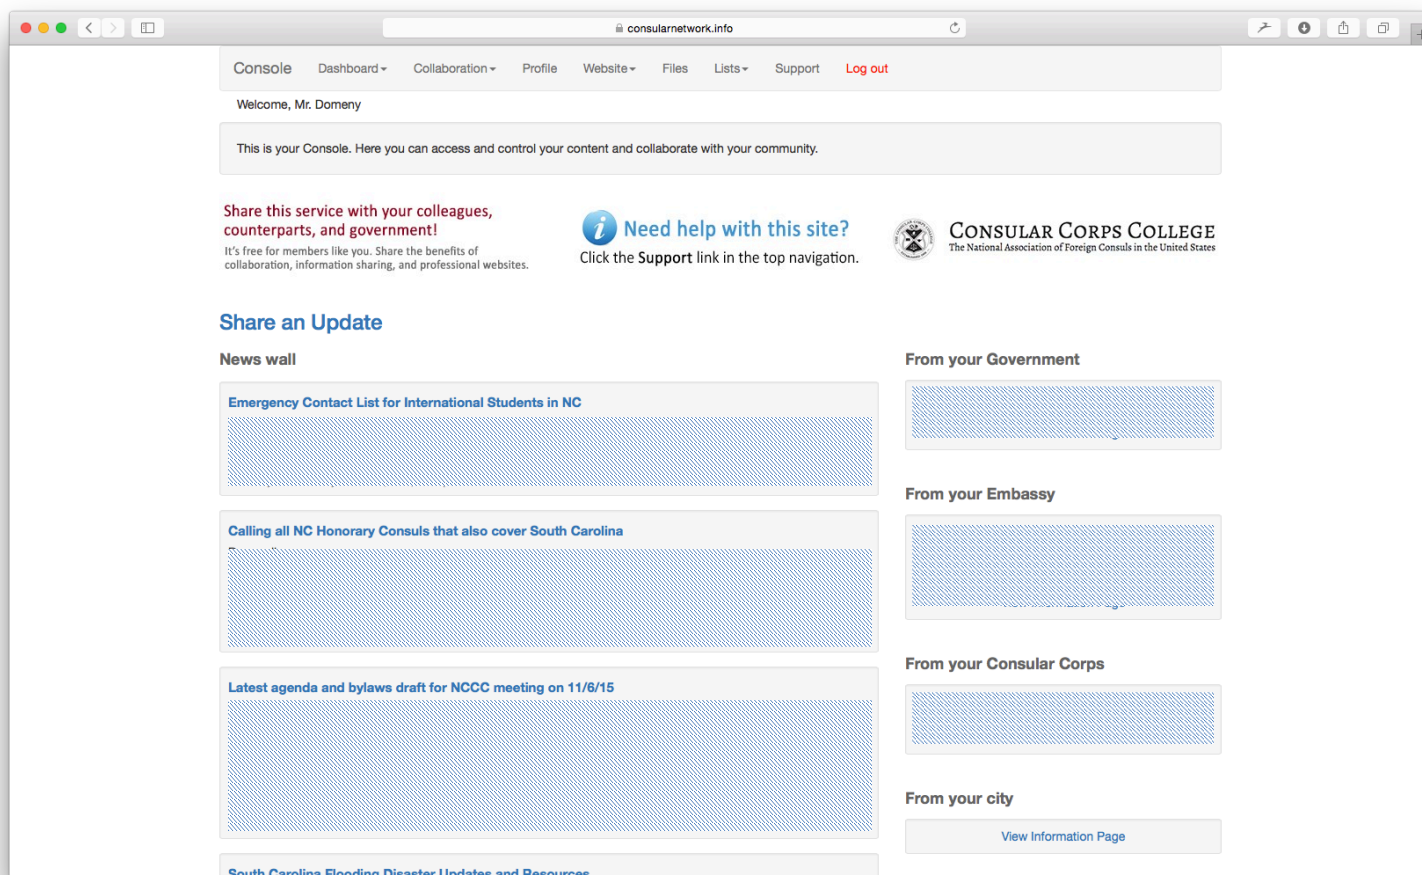 consularnetwork.info
Console Dashboard Collaboration Profile Website Files Lists Support Log out
Welcome, Mr. Domeny
This is your Console. Here you can access and control your content and collaborate with your community.
Share this service with your colleagues,
counterparts, and government!
It's free for members like you. Share the benefits of
collaboration, information sharing, and professional websites.
Need help with this site?
Click the Support link in the top navigation.
CONSULAR CORPS COLLEGE
The National Association of Foreign Consuls in the United States
Share an Update
News wall
Emergency Contact List for International Students in NC
Calling all NC Honorary Consuls that also cover South Carolina
Latest agenda and bylaws draft for NCCC meeting on 11/6/15
South Carolina Flooding Disaster Updates and Resources
From your Government
From your Embassy
From your Consular Corps
From your city
View Information Page